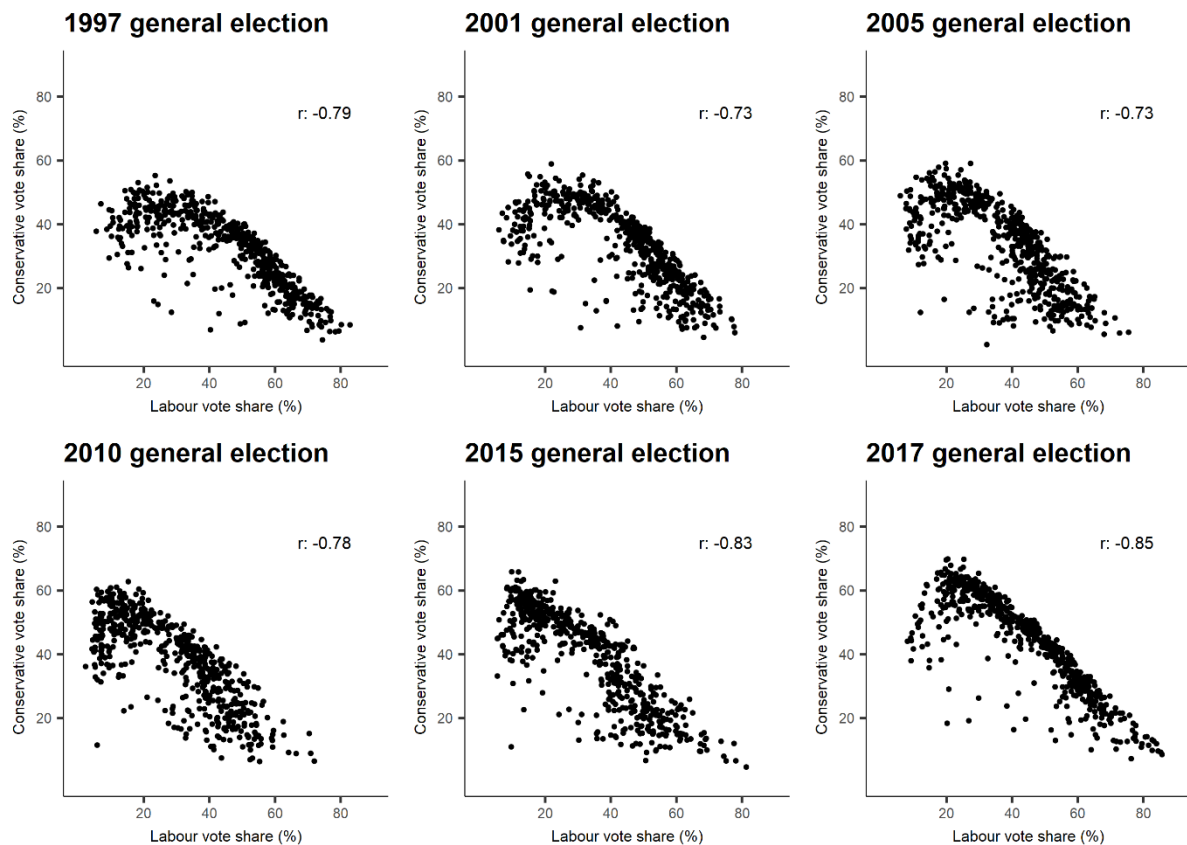 1997 general election
r: -0.79
Conservative vote share (%)
80
60
40
20
20 40 60 80
Labour vote share (%)
2001 general election
r: -0.73
Conservative vote share (%)
80
60
40
20
20 40 60 80
Labour vote share (%)
2005 general election
r: -0.73
Conservative vote share (%)
80
60
40
20
20 40 60 80
Labour vote share (%)
2010 general election
r: -0.78
Conservative vote share (%)
80
60
40
20
20 40 60 80
Labour vote share (%)
2015 general election
r: -0.83
Conservative vote share (%)
80
60
40
20
20 40 60 80
Labour vote share (%)
2017 general election
r: -0.85
Conservative vote share (%)
80
60
40
20
20 40 60 80
Labour vote share (%)